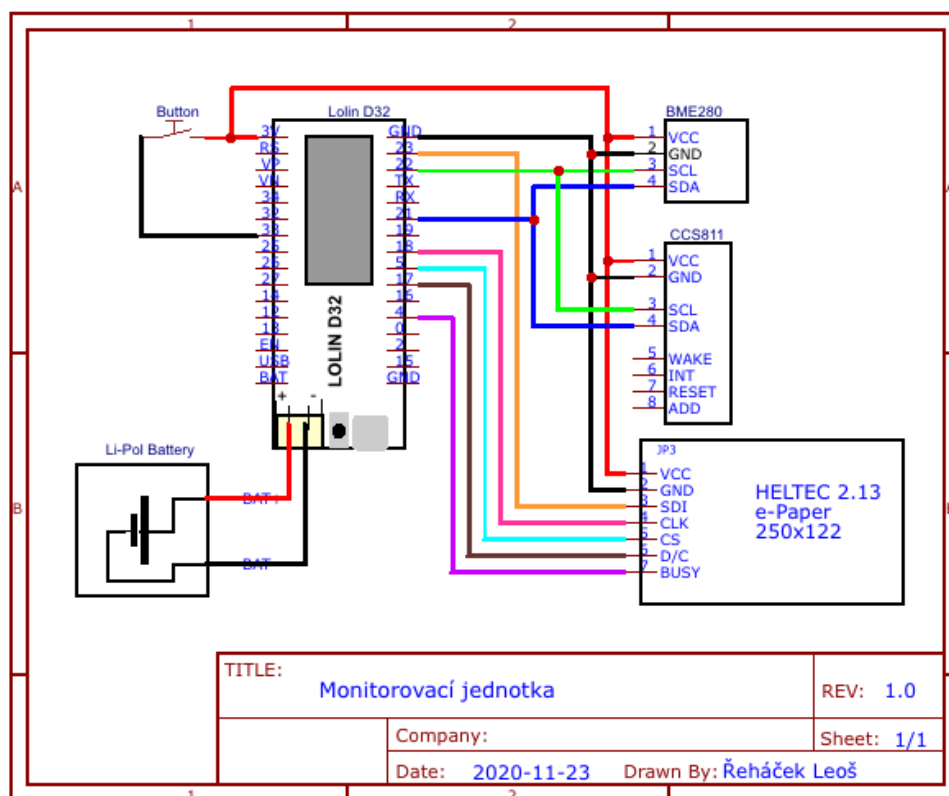 1 2
Button Lolin D32 BME280
3V GND 1 VCC
RS 23 2 GND
VP 22 3 SCL
VN TX 4 SDA
34 RX
32 21
33 19
25 18
26 5
27 17
14 16
12 4
13 0
EN 2
USB 15
BAT GND
A A
CCS811
1 VCC
2 GND
3 SCL
4 SDA
5 WAKE
6 INT
7 RESET
8 ADD
LOLIN D32
+ -
Li-Pol Battery
BAT+
BAT-
B B
JP3
1 VCC
2 GND
3 SDI
4 CLK
5 CS
6 D/C
7 BUSY
HELTEC 2.13
e-Paper
250x122
TITLE:
Monitorovací jednotka
REV: 1.0
Company:
Sheet: 1/1
Date: 2020-11-23 Drawn By: Řeháček Leoš
1 2